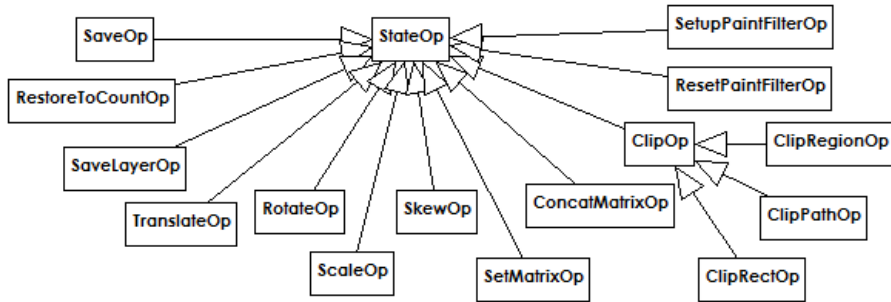 SetupPaintFilterOp
SaveOp
StateOp
ResetPaintFilterOp
RestoreToCountOp
ClipOp
ClipRegionOp
SaveLayerOp
RotateOp
SkewOp
ConcatMatrixOp
ClipPathOp
TranslateOp
ScaleOp
SetMatrixOp
ClipRectOp